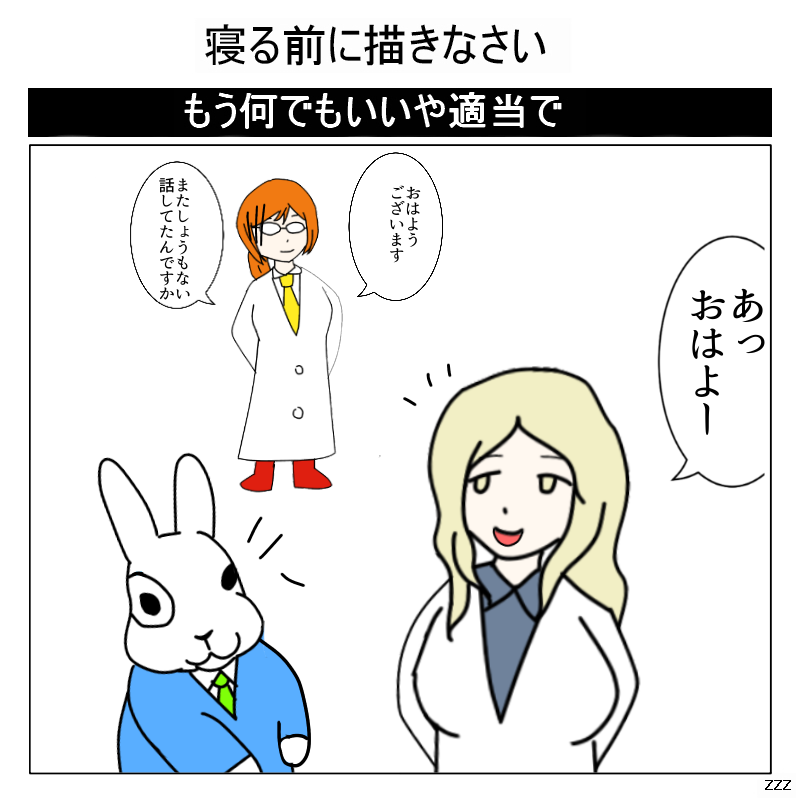 寝る前に描きなさい
もう何でもいいや適当で
あっ
おはよー
おはよう
ございます
またしょうもない
話してたんですか
zzz